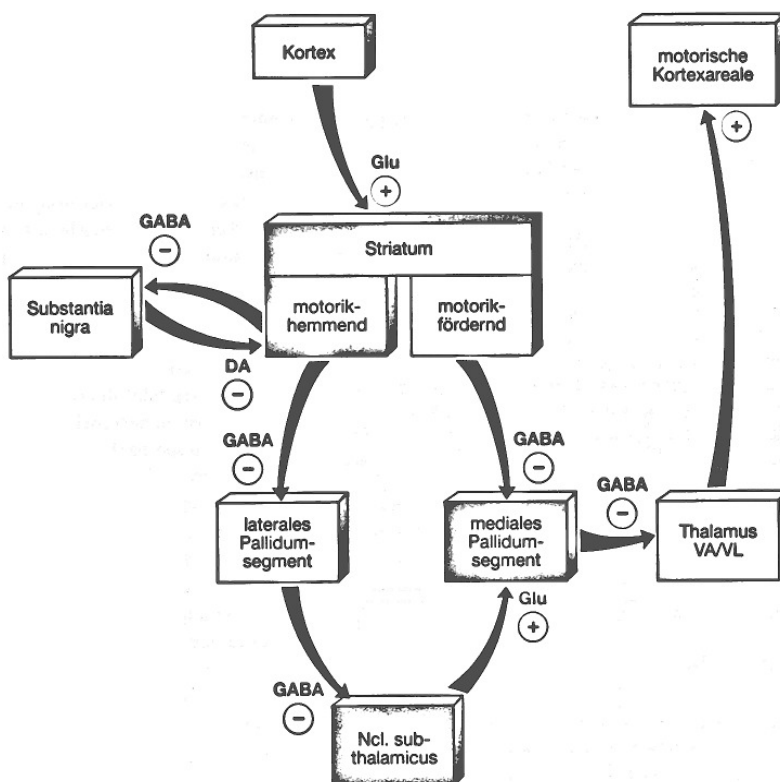 Kortex
motorische
Kortexareale
+
Glu
+
GABA
−
Striatum
Substantia
nigra
motorik-
hemmend
motorik-
fördernd
DA
−
GABA
−
GABA
−
GABA
−
laterales
Pallidum-
segment
mediales
Pallidum-
segment
Thalamus
VA/VL
Glu
+
GABA
−
Ncl. sub-
thalamicus